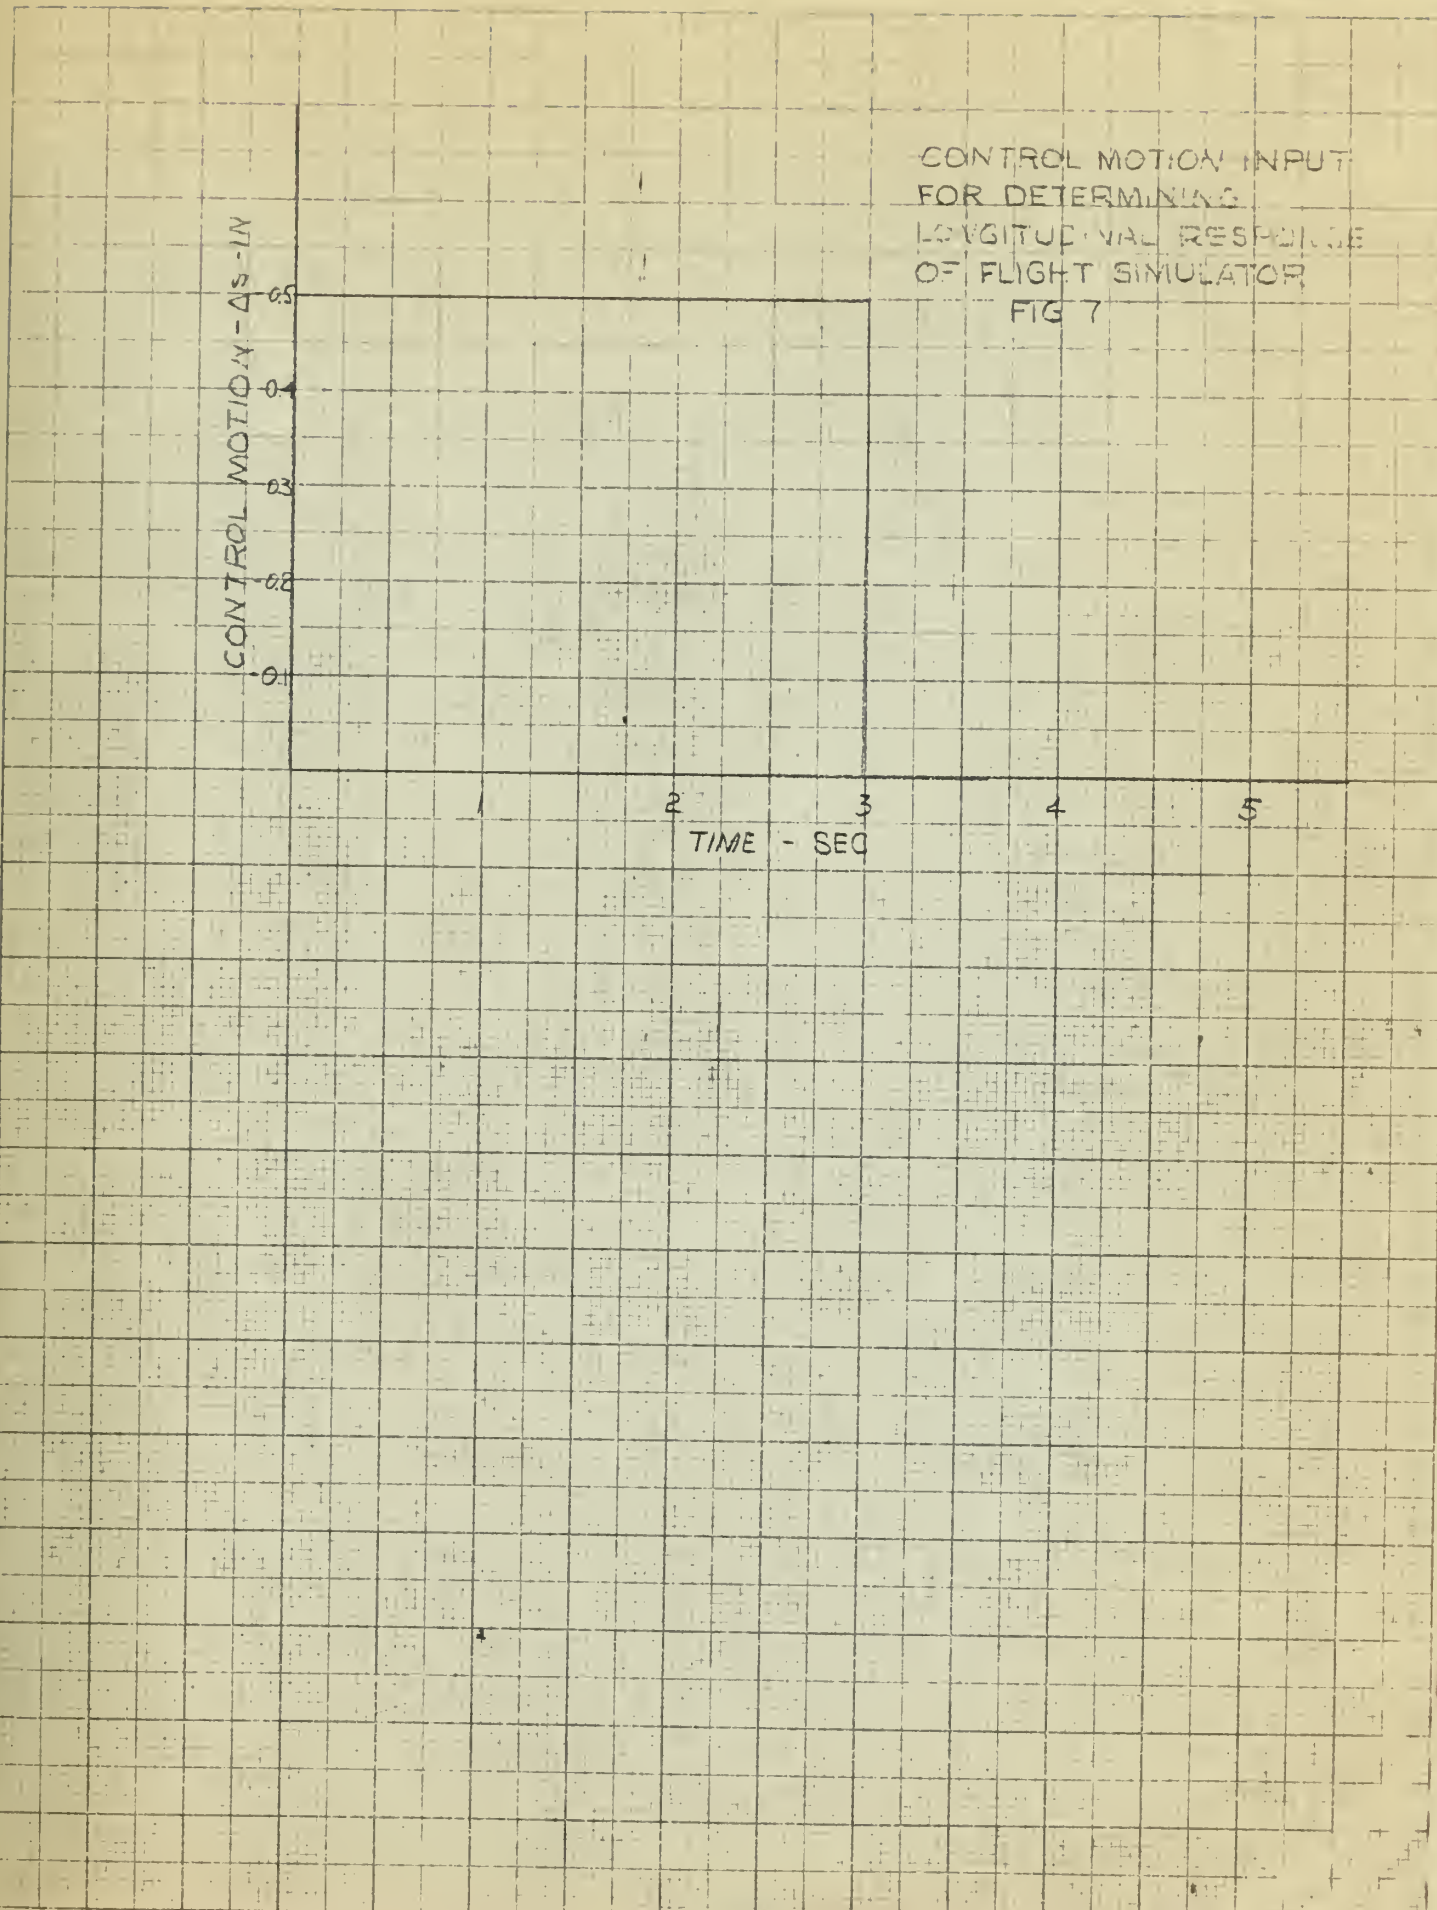 CONTROL MOTION INPUT
FOR DETERMINING
LONGITUDINAL RESPONSE
OF FLIGHT SIMULATOR
FIG 7
CONTROL MOTION - Δs - IN
0.5
0.4
0.3
0.2
0.1
1 2 3 4 5
TIME - SEC